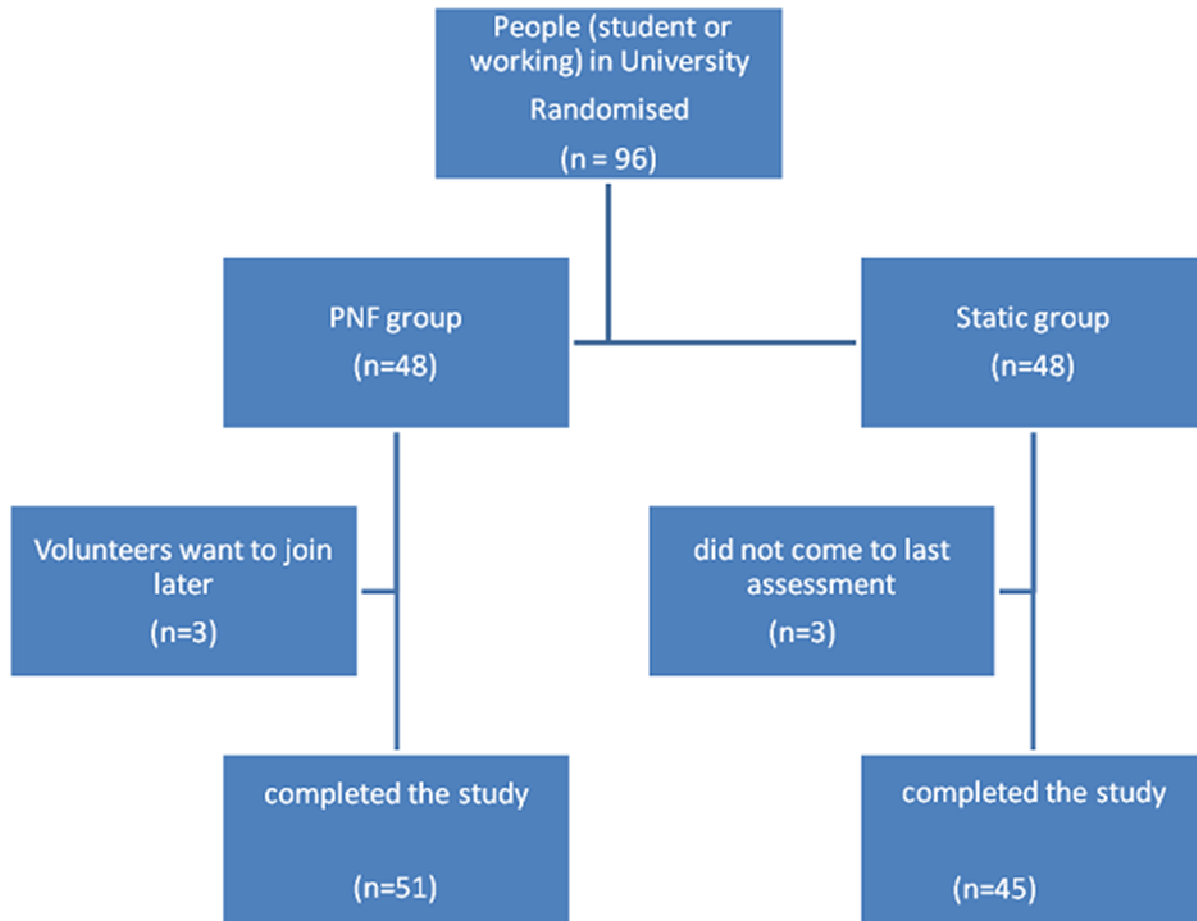 People (student or
working) in University
Randomised
(n = 96)
PNF group
(n=48)
Static group
(n=48)
Volunteers want to join
later
(n=3)
did not come to last
assessment
(n=3)
completed the study
(n=51)
completed the study
(n=45)